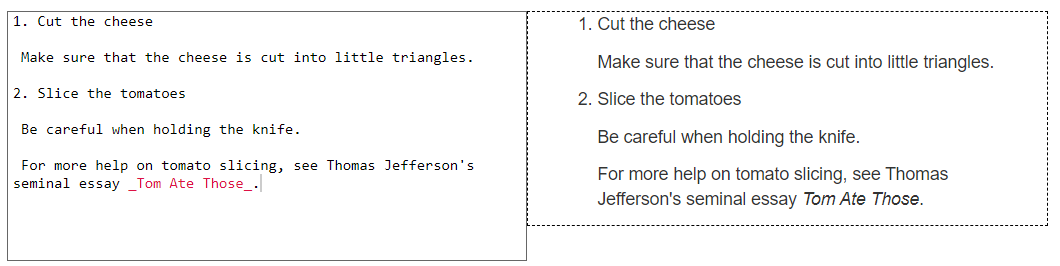 1. Cut the cheese
Make sure that the cheese is cut into little triangles.
2. Slice the tomatoes
Be careful when holding the knife.
For more help on tomato slicing, see Thomas Jefferson's
seminal essay _Tom Ate Those_.
1. Cut the cheese
Make sure that the cheese is cut into little triangles.
2. Slice the tomatoes
Be careful when holding the knife.
For more help on tomato slicing, see Thomas
Jefferson's seminal essay Tom Ate Those.